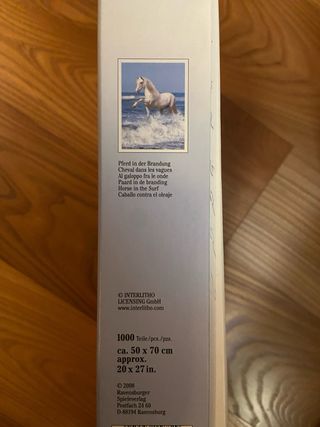 Pferd in der Brandung
Cheval dans les vagues
Al galoppo fra le onde
Paard in de branding
Horse in the Surf
Caballo contra el oleaje
© INTERLITHO
LICENSING GmbH
www.interlitho.com
1000 Teile/pcs./pzs.
ca. 50 x 70 cm
approx.
20 x 27 in.
© 2008
Ravensburger
Spieleverlag
Postfach 24 60
D-88194 Ravensburg